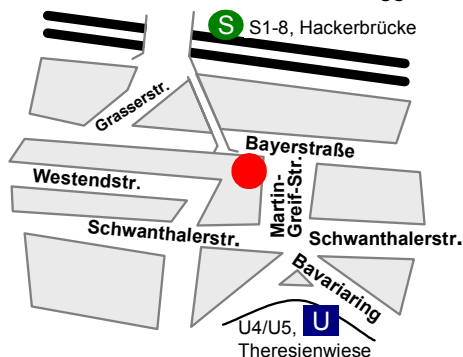 S S1-8, Hackerbrücke
Grasserstr.
Bayerstraße
Westendstr.
Martin-
Greif-Str.
Schwanthalerstr.
Schwanthalerstr.
Bavariaring
U4/U5, U
Theresienwiese